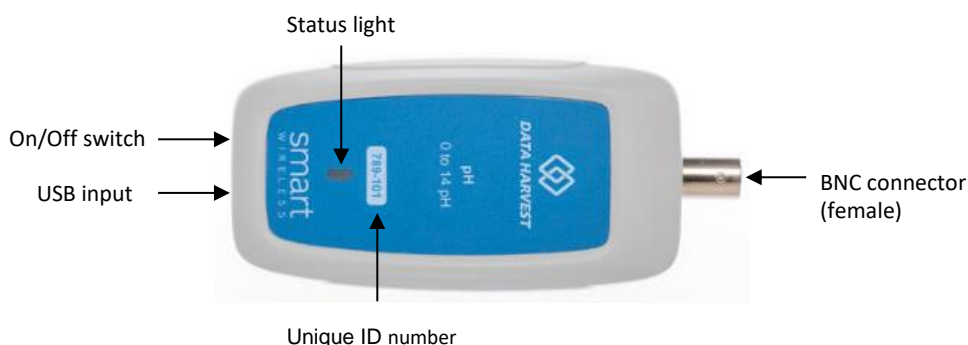 Status light
On/Off switch
USB input
smart
WIRELESS
789-101
pH
0 to 14 pH
DATA HARVEST
BNC connector
(female)
Unique ID number